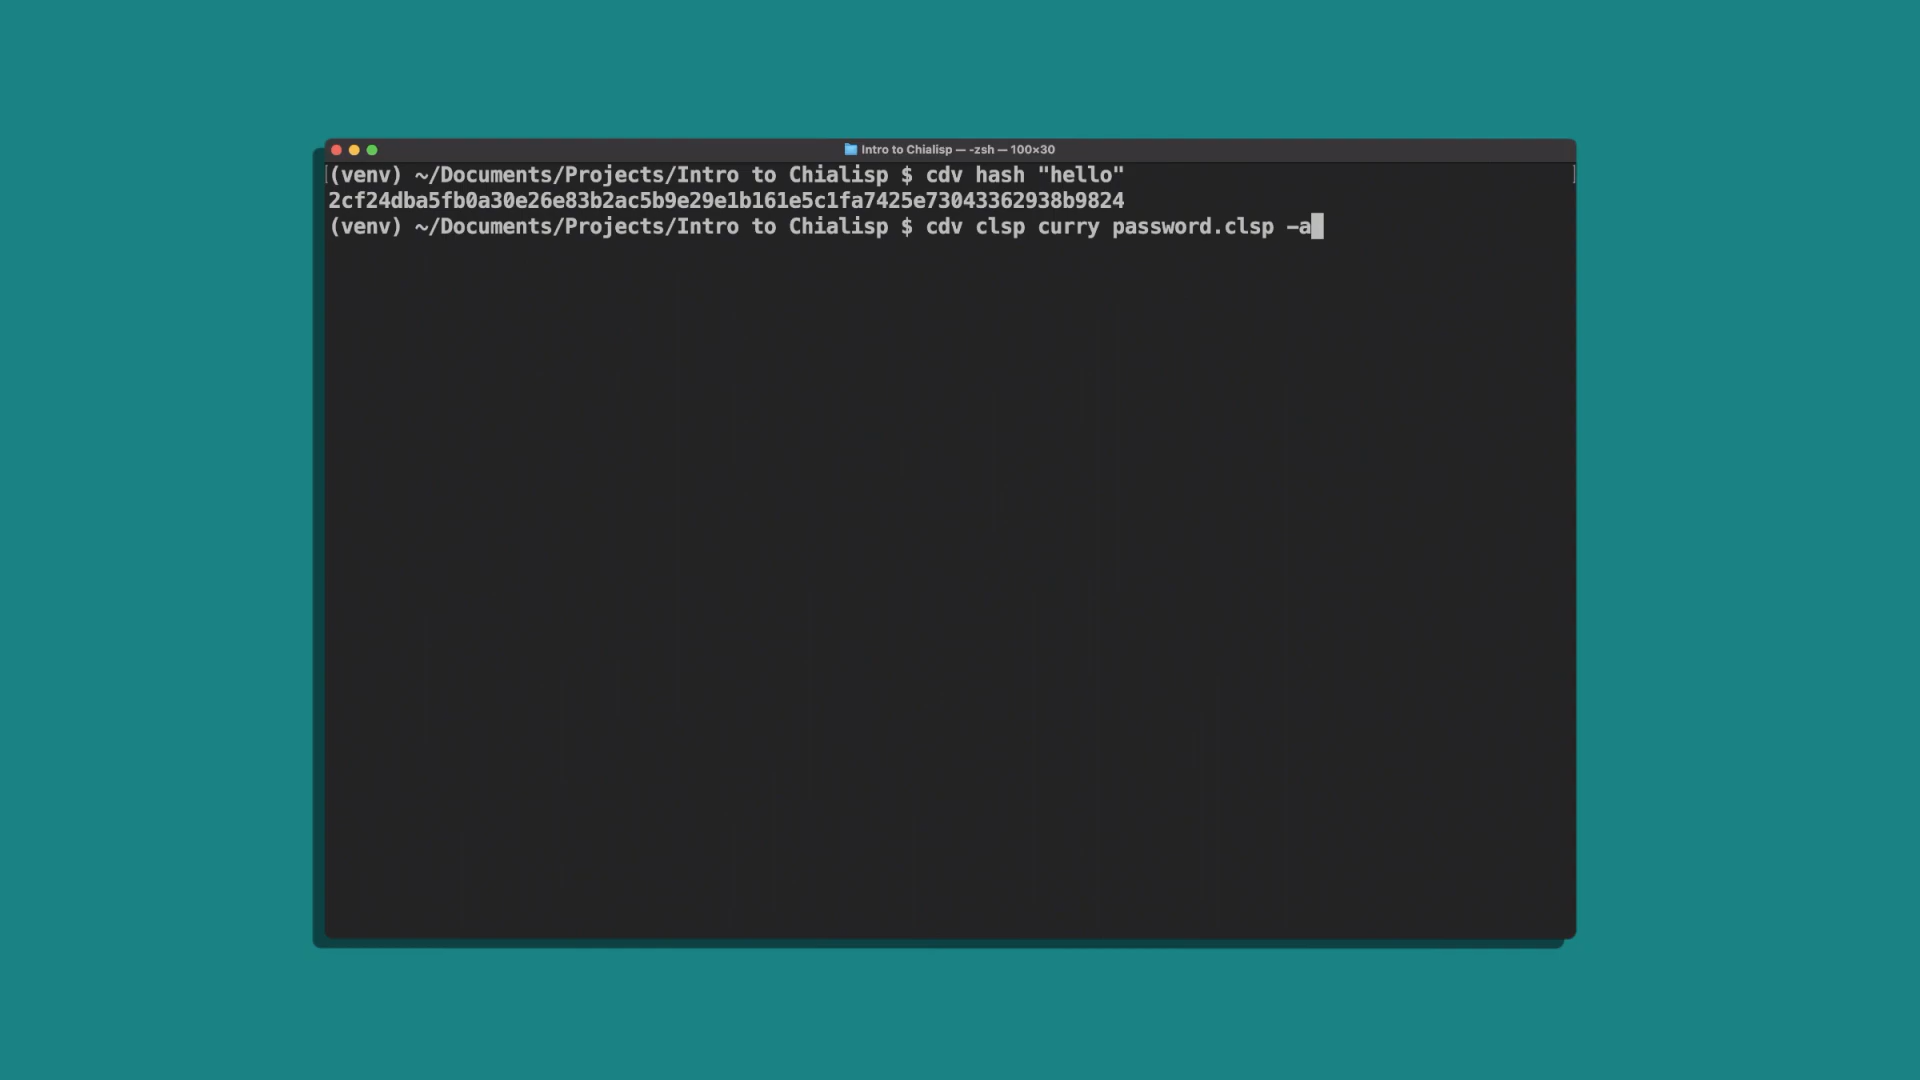 Intro to Chialisp — -zsh — 100×30
(venv) ~/Documents/Projects/Intro to Chialisp $ cdv hash "hello"
2cf24dba5fb0a30e26e83b2ac5b9e29e1b161e5c1fa7425e73043362938b9824
(venv) ~/Documents/Projects/Intro to Chialisp $ cdv clsp curry password.clsp -a